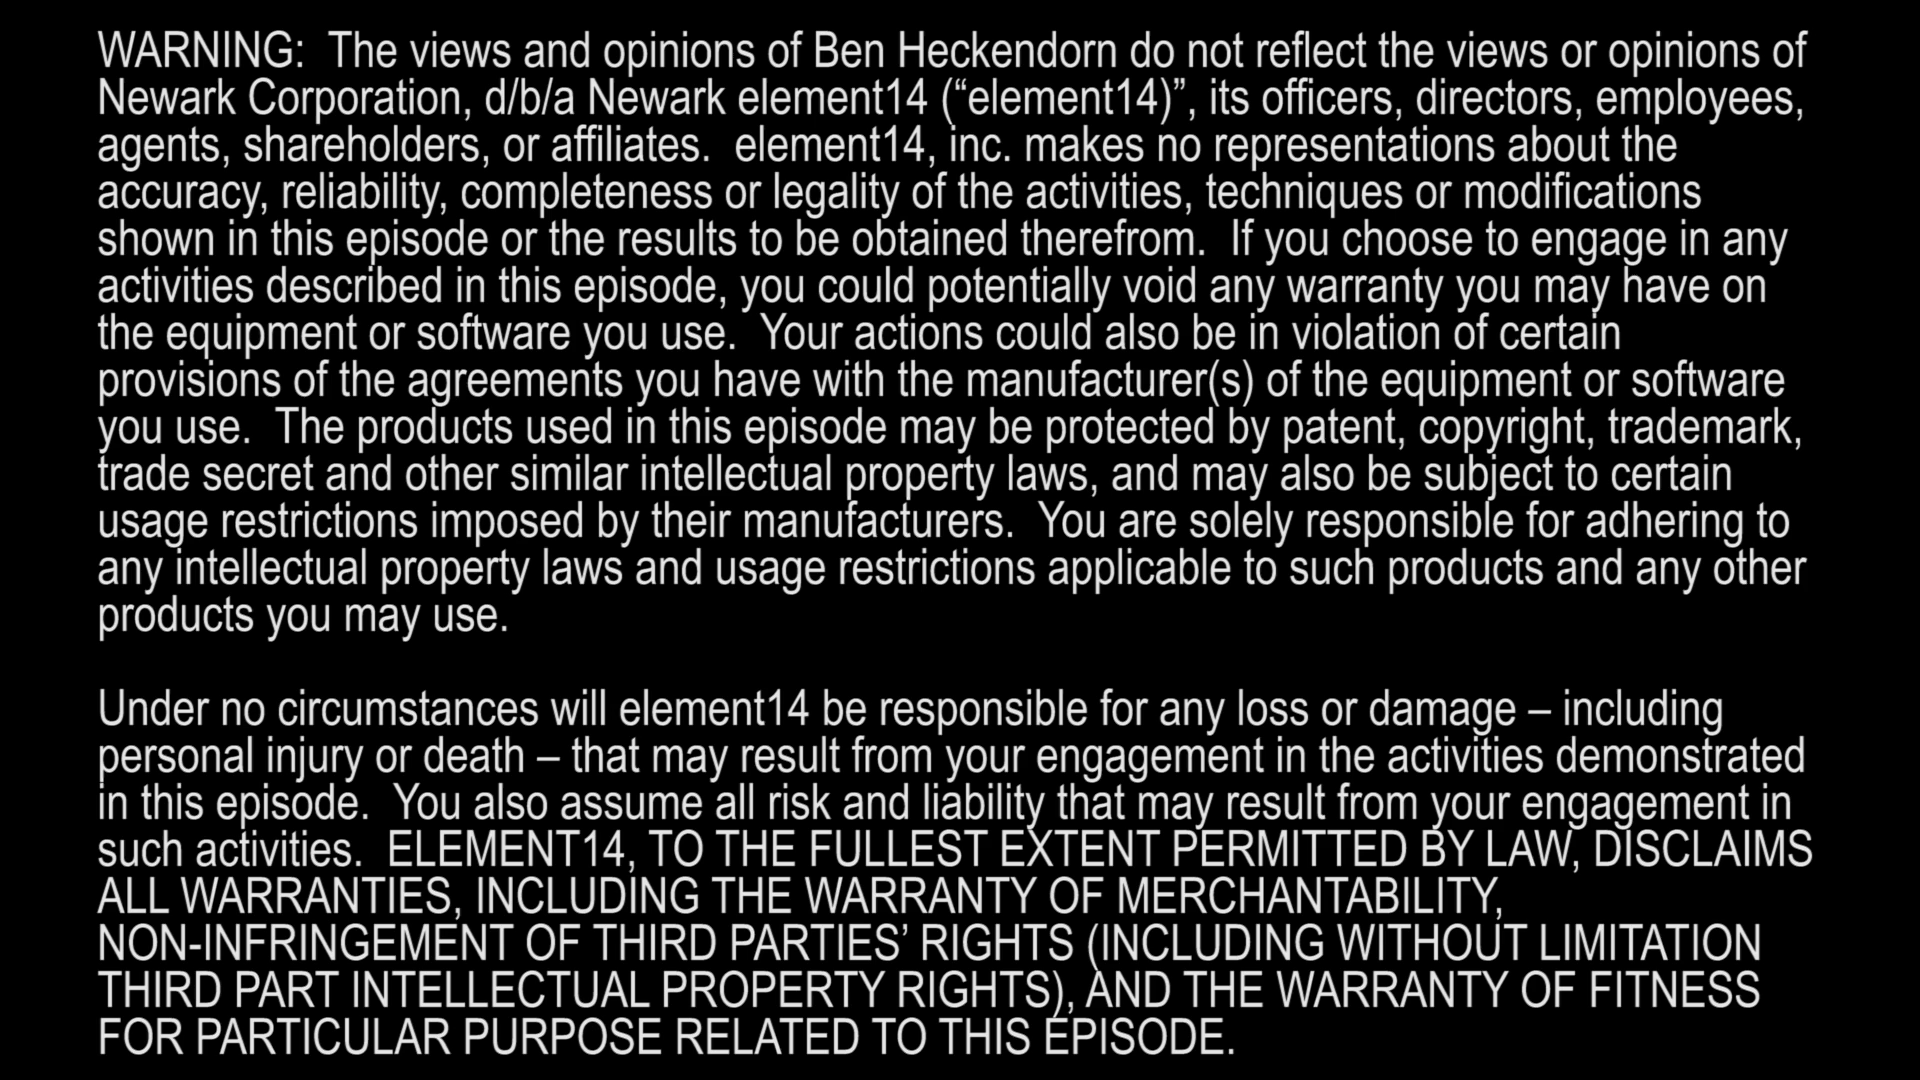 WARNING:  The views and opinions of Ben Heckendorn do not reflect the views or opinions of
Newark Corporation, d/b/a Newark element14 (“element14)”, its officers, directors, employees,
agents, shareholders, or affiliates.  element14, inc. makes no representations about the
accuracy, reliability, completeness or legality of the activities, techniques or modifications
shown in this episode or the results to be obtained therefrom.  If you choose to engage in any
activities described in this episode, you could potentially void any warranty you may have on
the equipment or software you use.  Your actions could also be in violation of certain
provisions of the agreements you have with the manufacturer(s) of the equipment or software
you use.  The products used in this episode may be protected by patent, copyright, trademark,
trade secret and other similar intellectual property laws, and may also be subject to certain
usage restrictions imposed by their manufacturers.  You are solely responsible for adhering to
any intellectual property laws and usage restrictions applicable to such products and any other
products you may use.
Under no circumstances will element14 be responsible for any loss or damage – including
personal injury or death – that may result from your engagement in the activities demonstrated
in this episode.  You also assume all risk and liability that may result from your engagement in
such activities.  ELEMENT14, TO THE FULLEST EXTENT PERMITTED BY LAW, DISCLAIMS
ALL WARRANTIES, INCLUDING THE WARRANTY OF MERCHANTABILITY,
NON-INFRINGEMENT OF THIRD PARTIES’ RIGHTS (INCLUDING WITHOUT LIMITATION
THIRD PART INTELLECTUAL PROPERTY RIGHTS), AND THE WARRANTY OF FITNESS
FOR PARTICULAR PURPOSE RELATED TO THIS EPISODE.